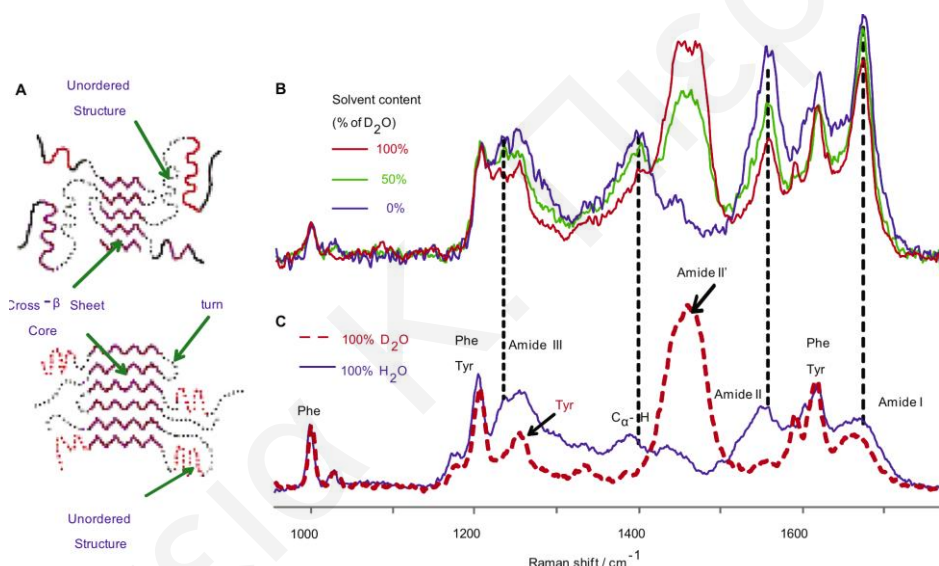 A
Unordered
Structure
Cross-β Sheet
Core
turn
Unordered
Structure
B
Solvent content
(% of D2O)
100%
50%
0%
C
100% D2O
100% H2O
Phe
Phe
Tyr
Amide III
Tyr
Cα-H
Amide II'
Amide II
Phe
Tyr
Amide I
1000
1200
1400
1600
Raman shift / cm-1